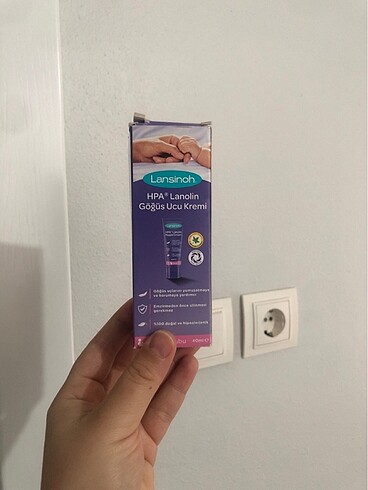 Lansinoh
HPA® Lanolin
Göğüs Ucu Kremi
Göğüs uçlarını yumuşatmaya
ve korumaya yardımcı
Emzirmeden önce silinmesi
gerekmez
%100 doğal ve hipoalerjenik